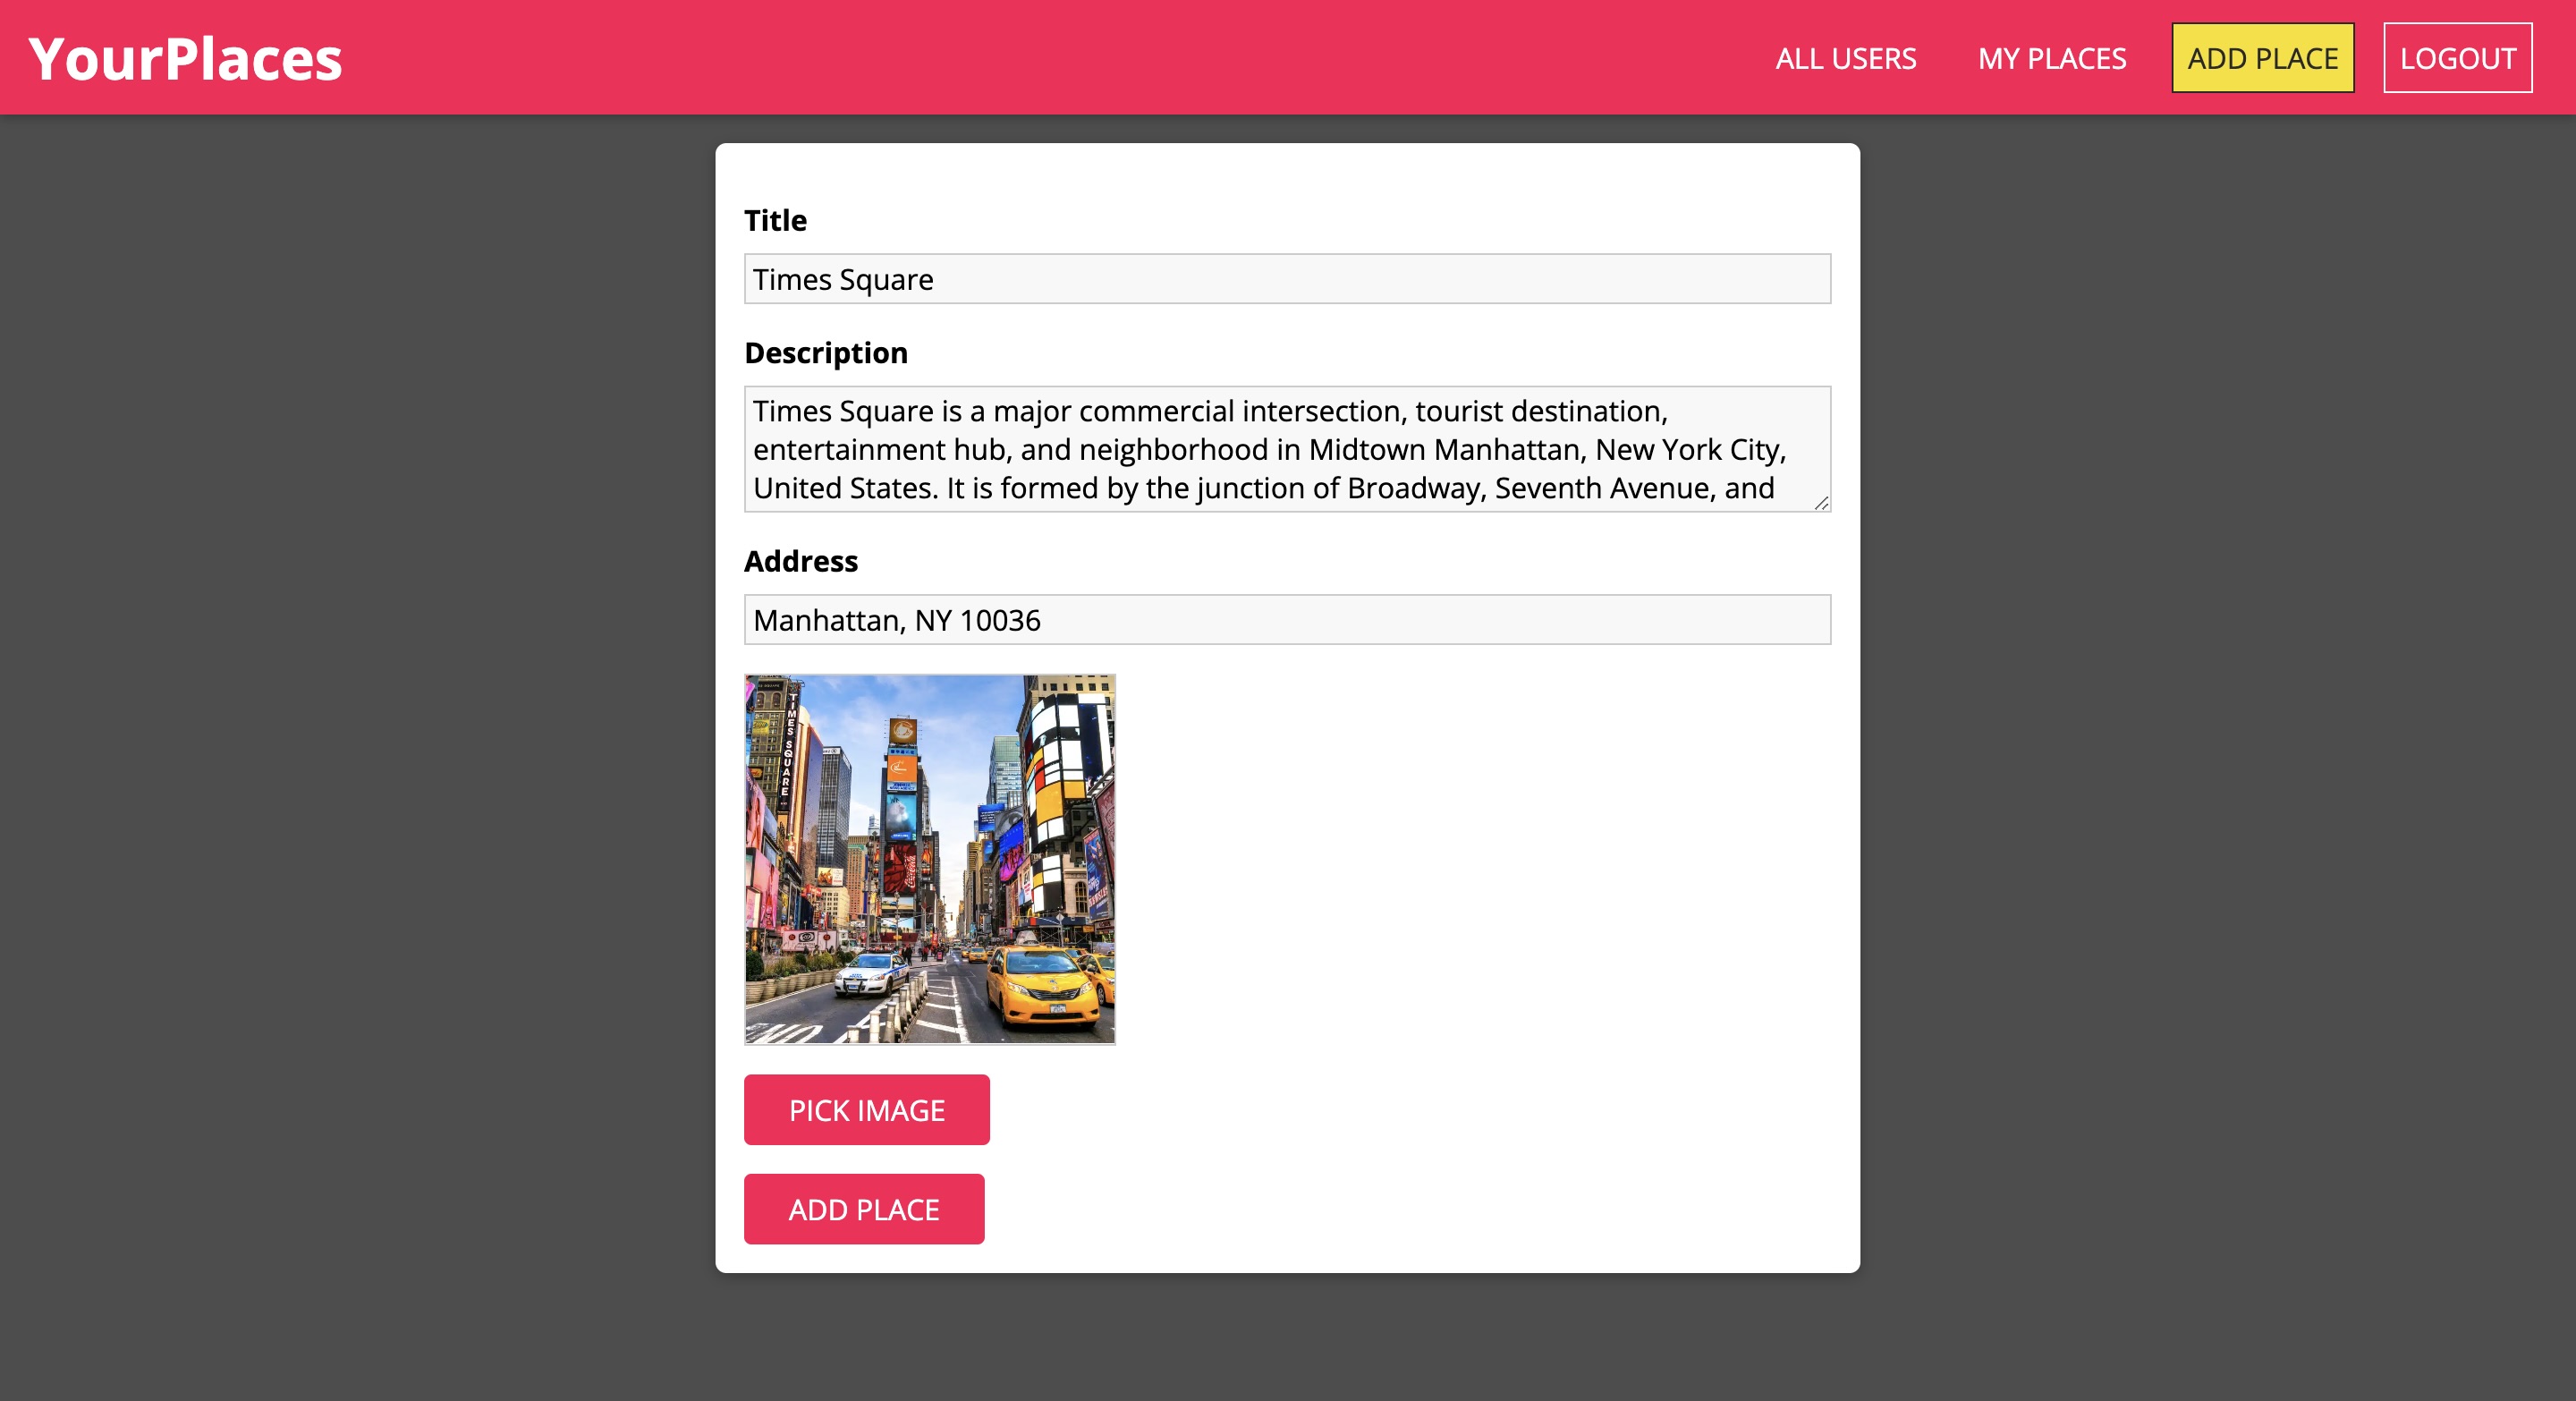 YourPlaces
ALL USERS
MY PLACES
ADD PLACE
LOGOUT
Title
Times Square
Description
Times Square is a major commercial intersection, tourist destination,
entertainment hub, and neighborhood in Midtown Manhattan, New York City,
United States. It is formed by the junction of Broadway, Seventh Avenue, and
Address
Manhattan, NY 10036
TIMES SQUARE
PICK IMAGE
ADD PLACE